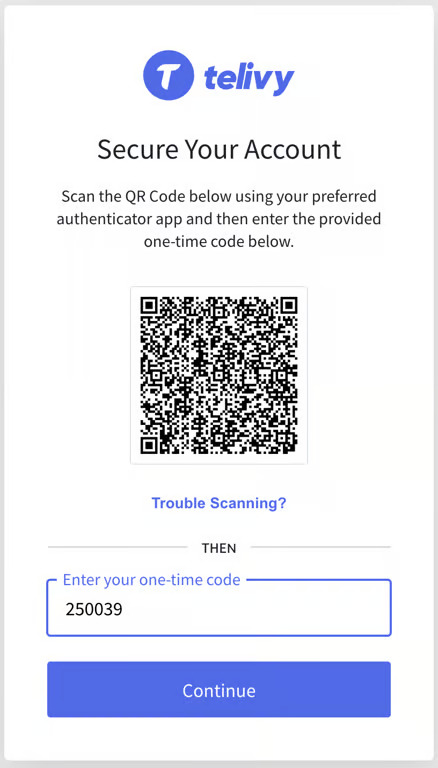 telivy
Secure Your Account
Scan the QR Code below using your preferred
authenticator app and then enter the provided
one-time code below.
Trouble Scanning?
THEN
Enter your one-time code
250039
Continue